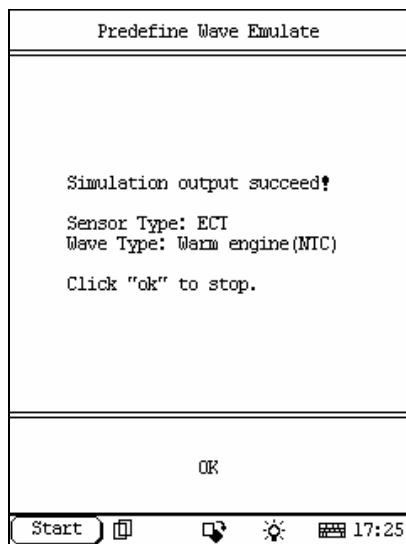 Predefine Wave Emulate
Simulation output succeed!
Sensor Type: ECT
Wave Type: Warm engine(NTC)
Click "ok" to stop.
OK
Start 17:25